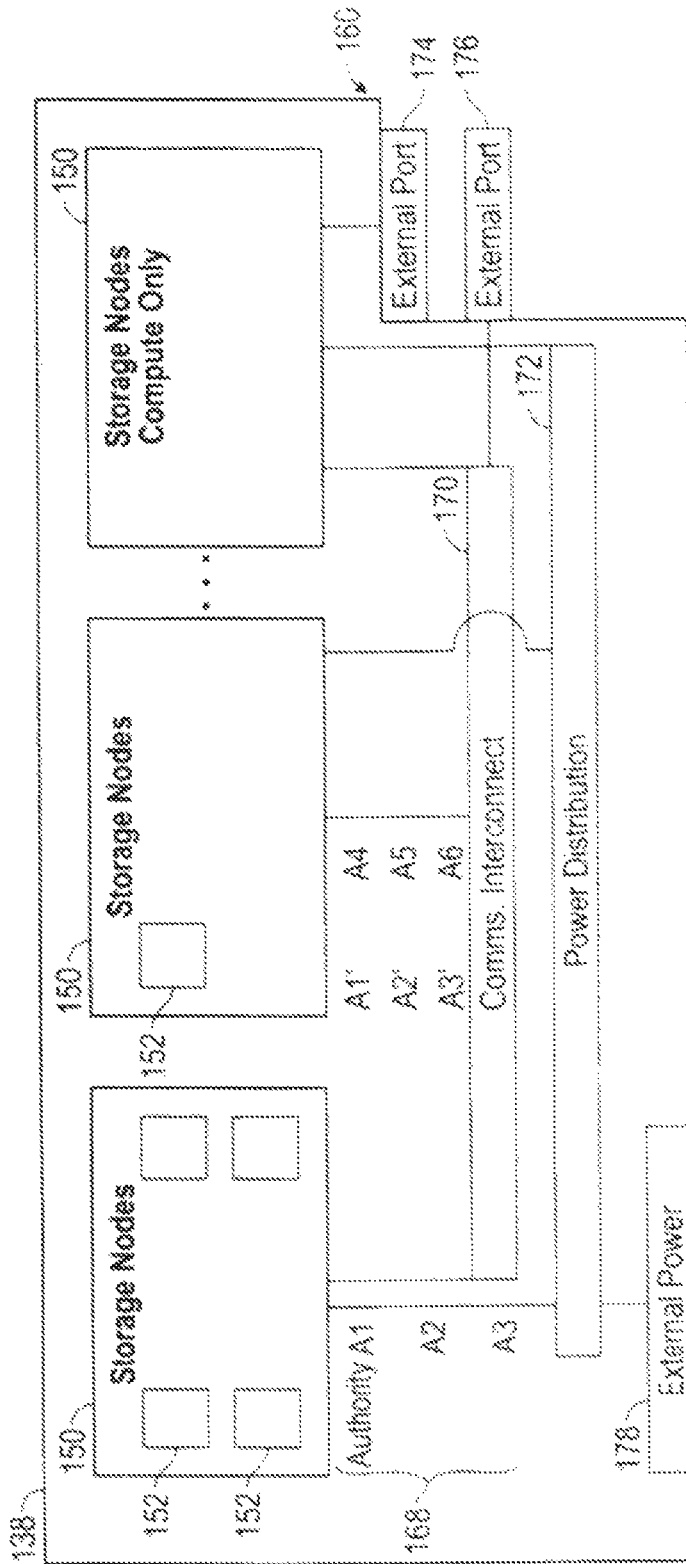 138
160
150
Storage Nodes
152
152
150
Storage Nodes
152
150
Storage Nodes
Compute Only
168
Authority A1
A2
A3
A1'
A2'
A3'
A4
A5
A6
External Port
174
External Port
176
170
Comms. Interconnect
172
Power Distribution
178
External Power